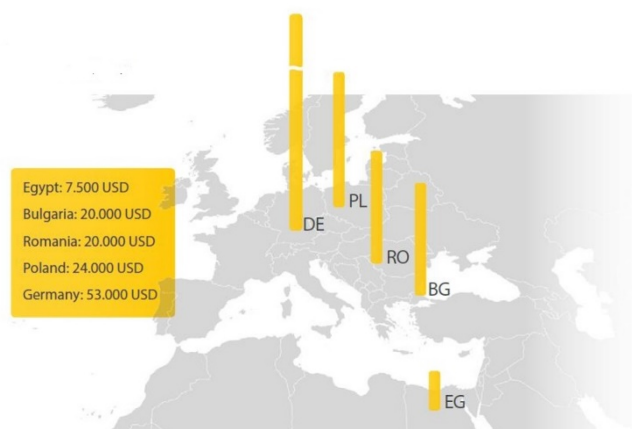 Egypt: 7.500 USD
Bulgaria: 20.000 USD
Romania: 20.000 USD
Poland: 24.000 USD
Germany: 53.000 USD
DE
PL
RO
BG
EG